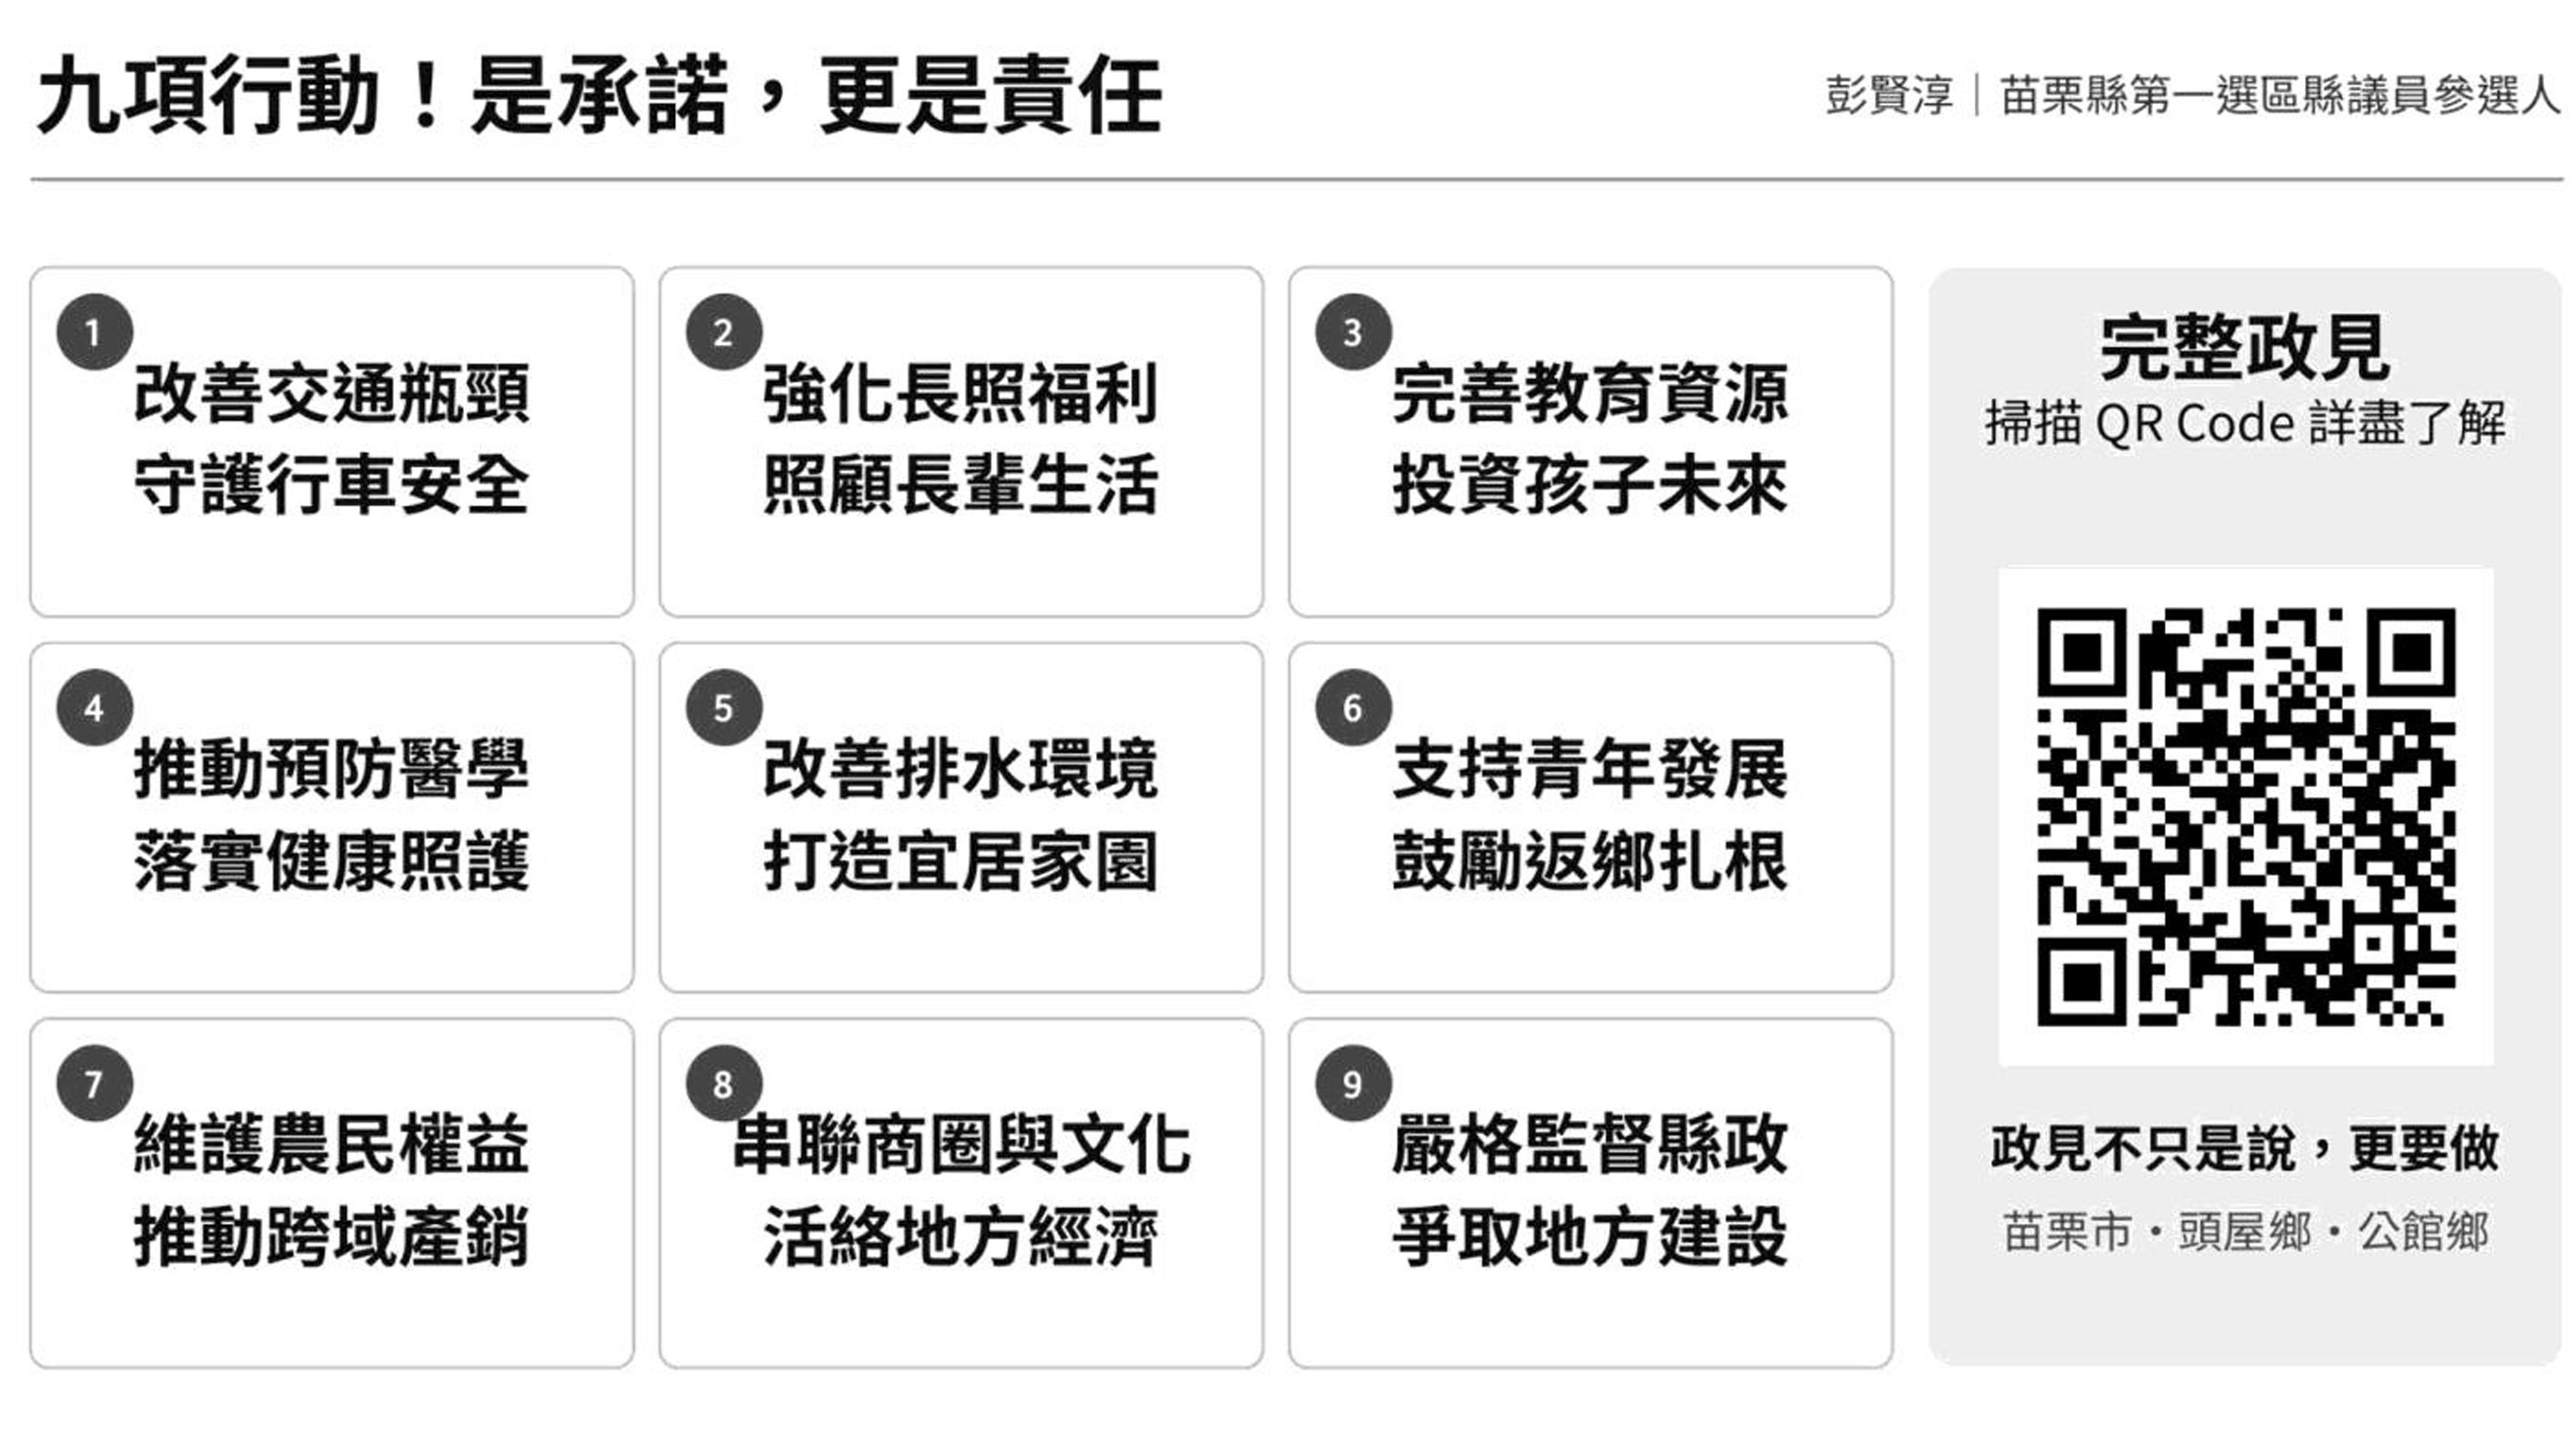 九項行動！是承諾，更是責任
彭賢淳｜苗栗縣第一選區縣議員參選人
1
改善交通瓶頸
守護行車安全
2
強化長照福利
照顧長輩生活
3
完善教育資源
投資孩子未來
4
推動預防醫學
落實健康照護
5
改善排水環境
打造宜居家園
6
支持青年發展
鼓勵返鄉扎根
7
維護農民權益
推動跨域產銷
8
串聯商圈與文化
活絡地方經濟
9
嚴格監督縣政
爭取地方建設
完整政見
掃描 QR Code 詳盡了解
政見不只是說，更要做
苗栗市・頭屋鄉・公館鄉